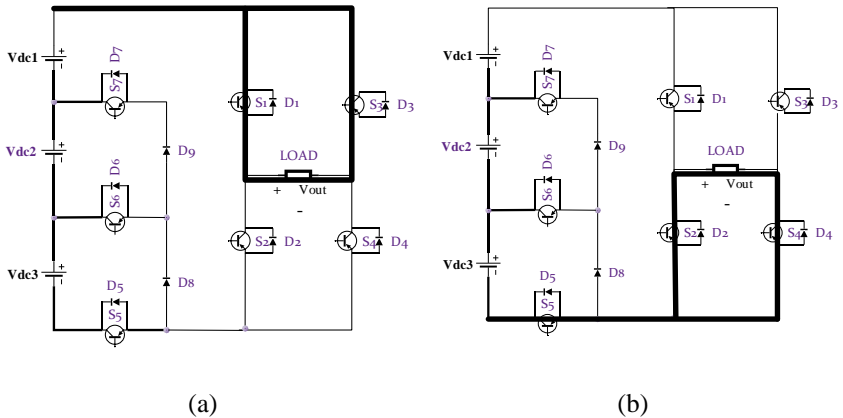 D7
Vdc1
S7
S1 D1
S3 D3
D6
Vdc2
D9
LOAD
S6
+ Vout
-
S2 D2
S4 D4
Vdc3
D5
D8
S5
(a)
D7
Vdc1
S7
S1 D1
S3 D3
D6
Vdc2
D9
LOAD
S6
+ Vout
-
S2 D2
S4 D4
Vdc3
D5
D8
S5
(b)